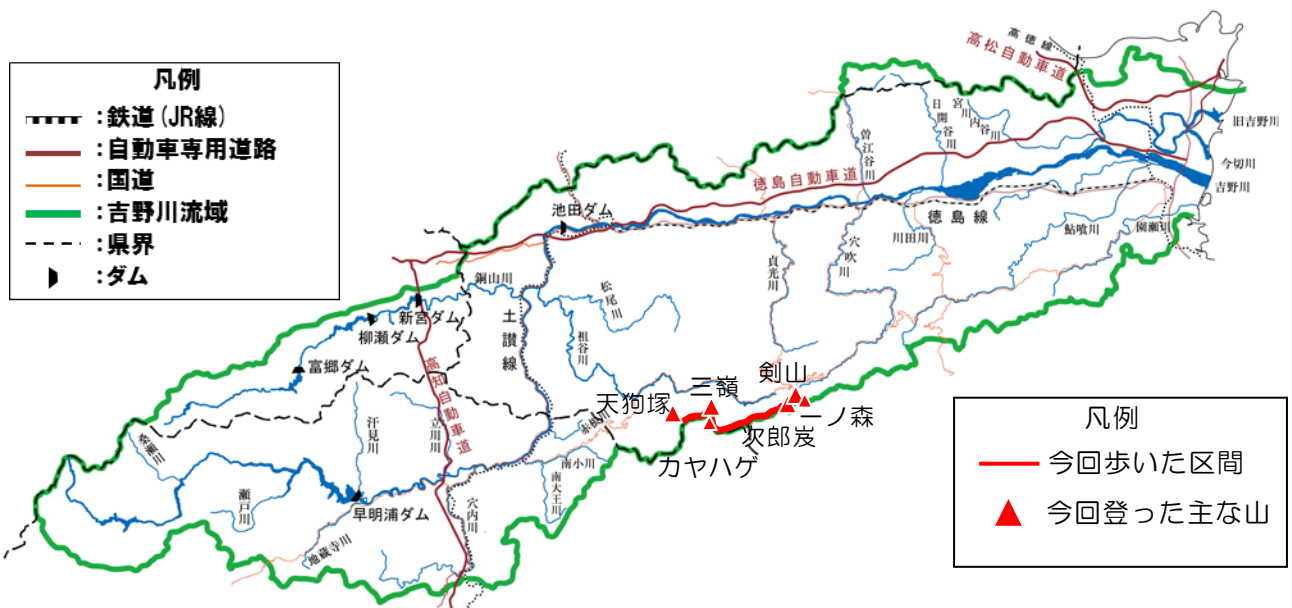 凡例
:鉄道(JR線)
:自動車専用道路
:国道
:吉野川流域
:県界
:ダム
高徳線
高松自動車道
旧吉野川
今切川
吉野川
宮川内谷川
日開谷川
曽江谷川
徳島自動車道
徳島線
池田ダム
川田川
穴吹川
貞光川
鮎喰川
園瀬川
銅山川
松尾川
祖谷川
土讃線
新宮ダム
柳瀬ダム
富郷ダム
高知自動車道
汗見川
立川川
桑瀬川
瀬戸川
早明浦ダム
地蔵寺川
穴内川
赤根川
南小川
南大王川
天狗塚
三嶺
剣山
一ノ森
次郎岌
カヤハゲ
凡例
今回歩いた区間
今回登った主な山